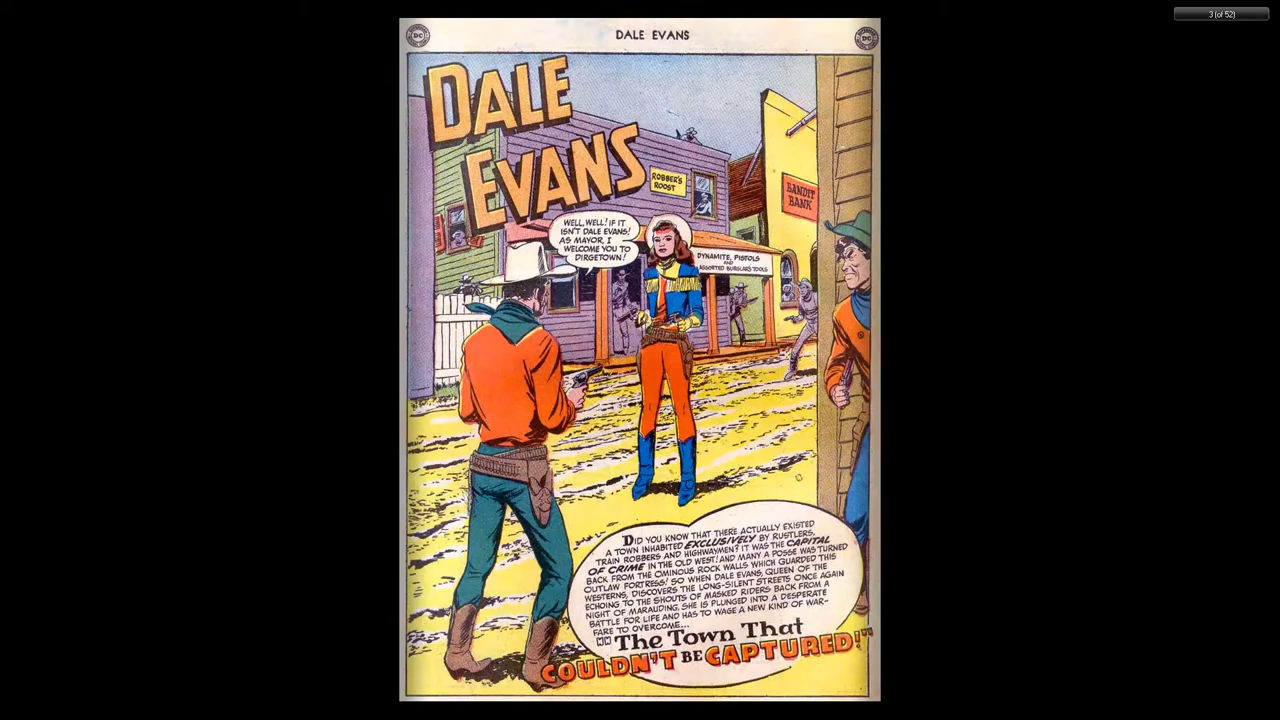 3 (of 52)
DALE EVANS
DC
DC
DALE
EVANS
ROBBER'S
ROOST
BANDIT
BANK
WELL, WELL! IF IT
ISN'T DALE EVANS!
AS MAYOR, I
WELCOME YOU TO
DIRGETOWN!
DYNAMITE, PISTOLS
AND
ASSORTED BURGLAR'S TOOLS
DID YOU KNOW THAT THERE ACTUALLY EXISTED
A TOWN INHABITED EXCLUSIVELY BY RUSTLERS,
TRAIN ROBBERS AND HIGHWAYMEN? IT WAS THE CAPITAL
OF CRIME IN THE OLD WEST! AND MANY A POSSE WAS TURNED
BACK FROM THE OMINOUS ROCK WALLS WHICH GUARDED THIS
OUTLAW FORTRESS! SO WHEN DALE EVANS, QUEEN OF THE
WESTERNS, DISCOVERS THE LONG-SILENT STREETS ONCE AGAIN
ECHOING TO THE SHOUTS OF MASKED RIDERS BACK FROM A
NIGHT OF MARAUDING, SHE IS PLUNGED INTO A DESPERATE
BATTLE FOR LIFE AND HAS TO WAGE A NEW KIND OF WAR-
FARE TO OVERCOME...
"The Town That
COULDN'T BE CAPTURED!"